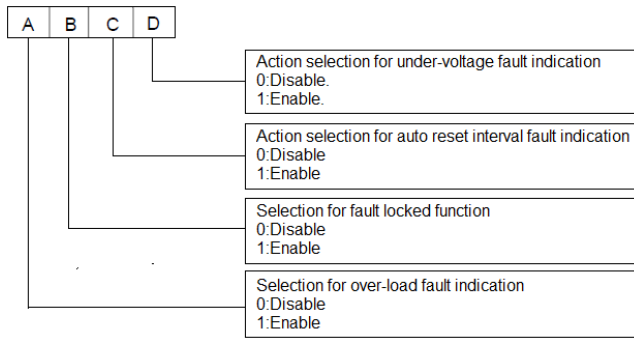 A B C D
Action selection for under-voltage fault indication
0:Disable.
1:Enable.
Action selection for auto reset interval fault indication
0:Disable
1:Enable
Selection for fault locked function
0:Disable
1:Enable
Selection for over-load fault indication
0:Disable
1:Enable